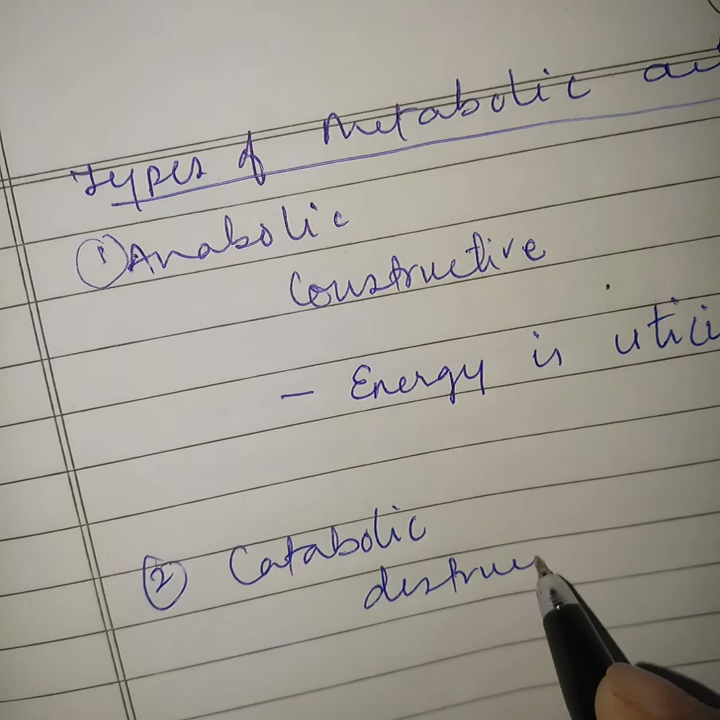 Types of Metabolic
① Anabolic
Constructive
- Energy is
② Catabolic